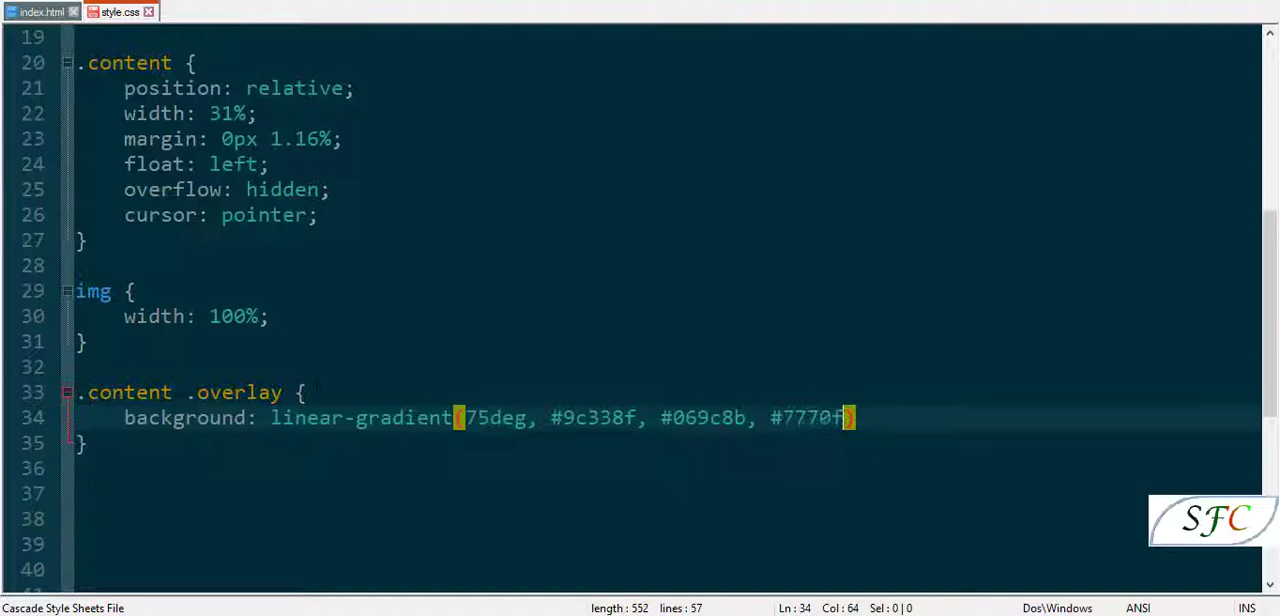 index.html style.css
19
20 .content {
21 position: relative;
22 width: 31%;
23 margin: 0px 1.16%;
24 float: left;
25 overflow: hidden;
26 cursor: pointer;
27 }
28
29 img {
30 width: 100%;
31 }
32
33 .content .overlay {
34 background: linear-gradient(75deg, #9c338f, #069c8b, #7770f)
35 }
36
37
38
39
40
SFC
Cascade Style Sheets File length : 552 lines : 57 Ln : 34 Col : 64 Sel : 0 | 0 Dos\Windows ANSI INS